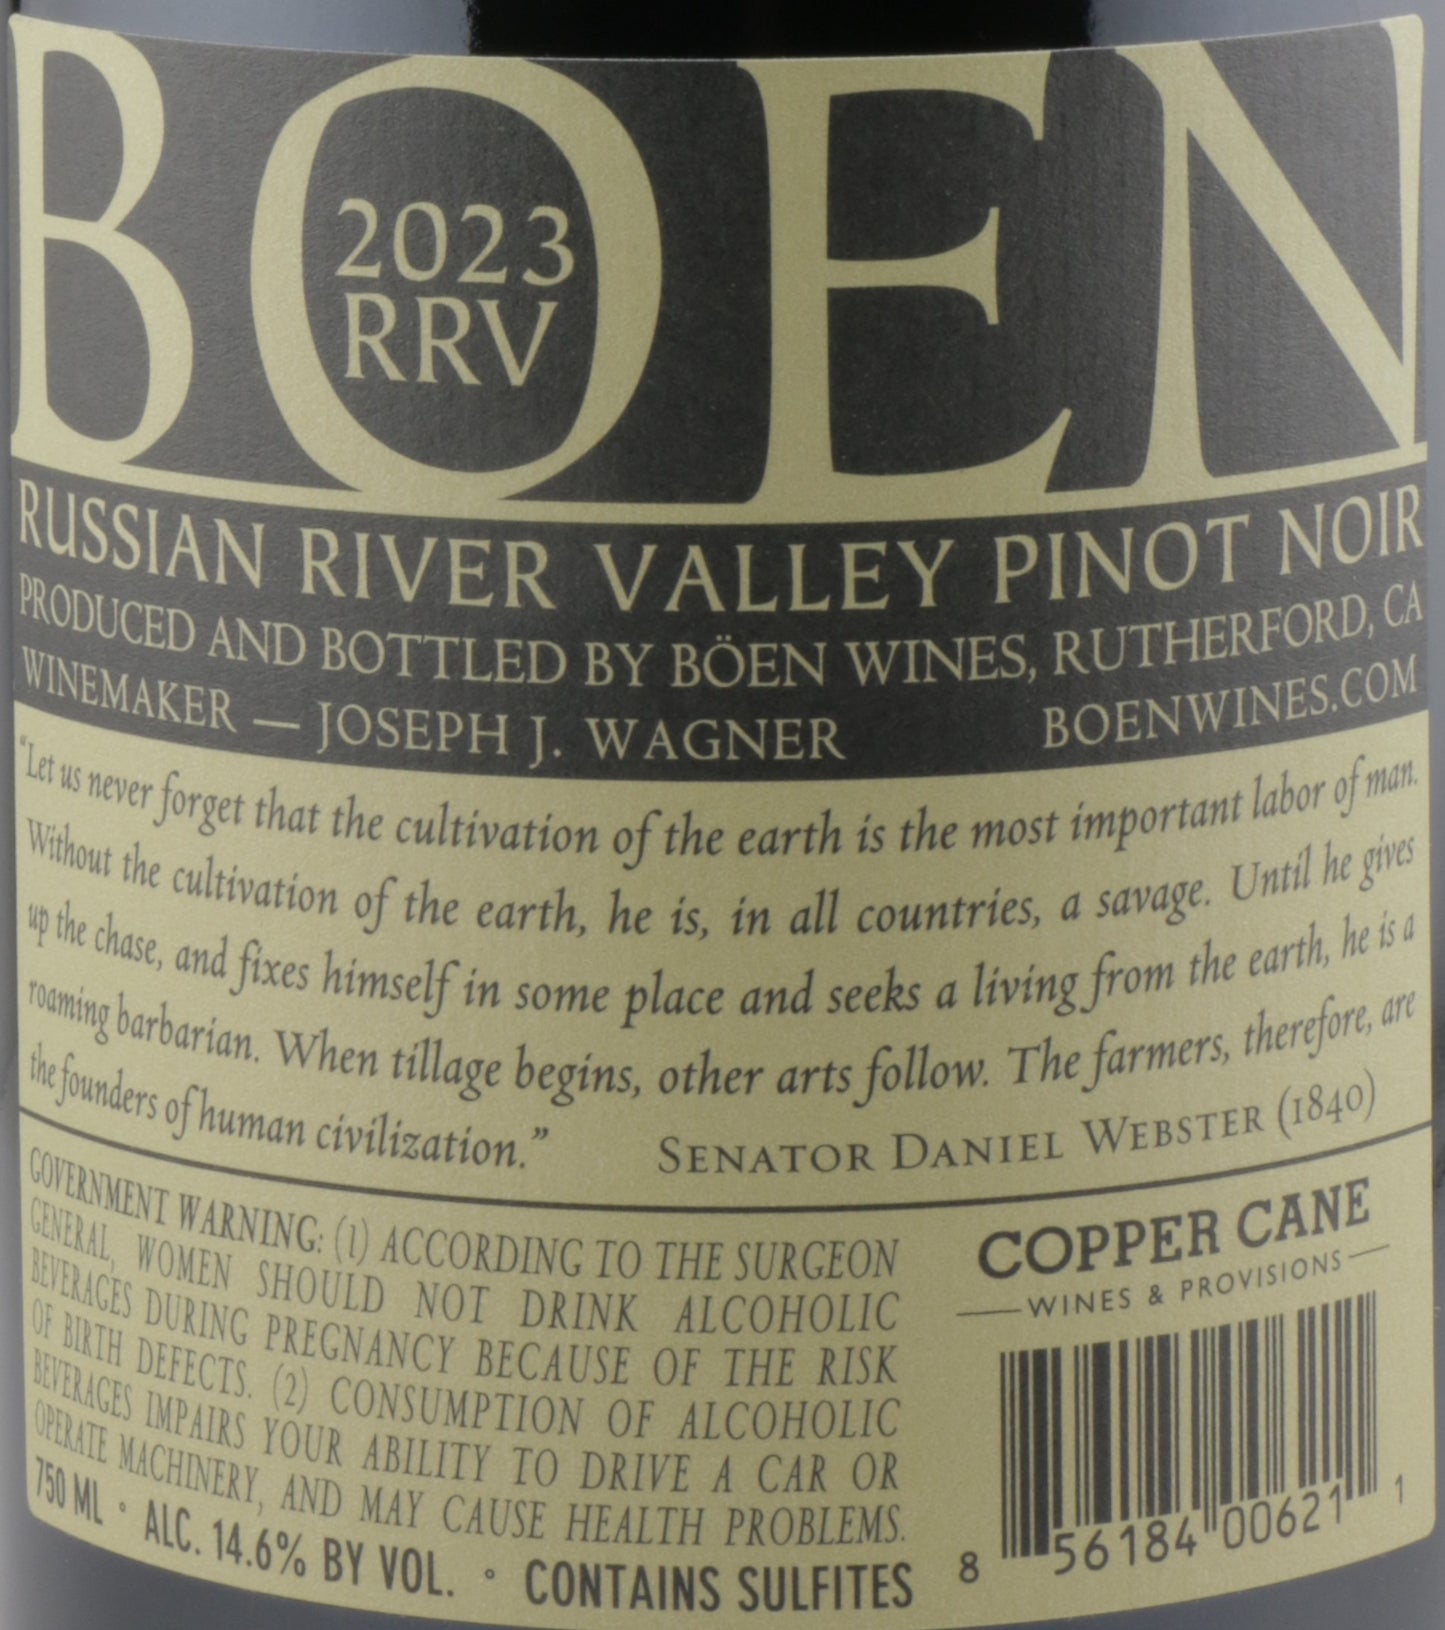 BOEN
2023
RRV
RUSSIAN RIVER VALLEY PINOT NOIR
PRODUCED AND BOTTLED BY BÖEN WINES, RUTHERFORD, CA
WINEMAKER — JOSEPH J. WAGNER BOENWINES.COM
“Let us never forget that the cultivation of the earth is the most important labor of man.
Without the cultivation of the earth, he is, in all countries, a savage. Until he gives
up the chase, and fixes himself in some place and seeks a living from the earth, he is a
roaming barbarian. When tillage begins, other arts follow. The farmers, therefore, are
the founders of human civilization.” SENATOR DANIEL WEBSTER (1840)
GOVERNMENT WARNING: (1) ACCORDING TO THE SURGEON
GENERAL, WOMEN SHOULD NOT DRINK ALCOHOLIC
BEVERAGES DURING PREGNANCY BECAUSE OF THE RISK
OF BIRTH DEFECTS. (2) CONSUMPTION OF ALCOHOLIC
BEVERAGES IMPAIRS YOUR ABILITY TO DRIVE A CAR OR
OPERATE MACHINERY, AND MAY CAUSE HEALTH PROBLEMS.
750 ML ° ALC. 14.6% BY VOL. ° CONTAINS SULFITES
COPPER CANE
WINES & PROVISIONS
8 56184 00621 1